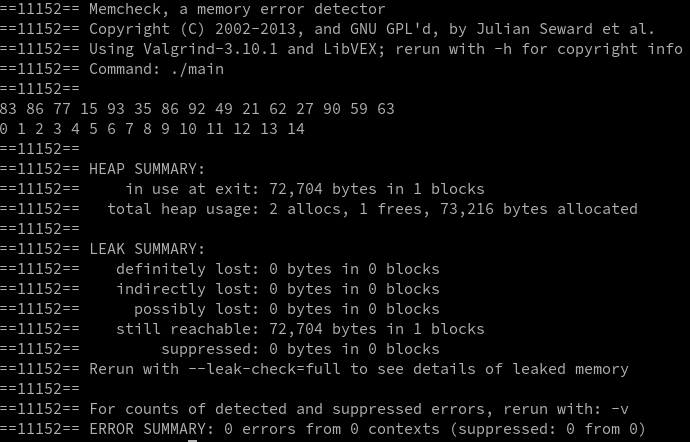 ==11152== Memcheck, a memory error detector
==11152== Copyright (C) 2002-2013, and GNU GPL'd, by Julian Seward et al.
==11152== Using Valgrind-3.10.1 and LibVEX; rerun with -h for copyright info
==11152== Command: ./main
==11152==
83 86 77 15 93 35 86 92 49 21 62 27 90 59 63
0 1 2 3 4 5 6 7 8 9 10 11 12 13 14
==11152==
==11152== HEAP SUMMARY:
==11152==     in use at exit: 72,704 bytes in 1 blocks
==11152==   total heap usage: 2 allocs, 1 frees, 73,216 bytes allocated
==11152==
==11152== LEAK SUMMARY:
==11152==    definitely lost: 0 bytes in 0 blocks
==11152==    indirectly lost: 0 bytes in 0 blocks
==11152==      possibly lost: 0 bytes in 0 blocks
==11152==    still reachable: 72,704 bytes in 1 blocks
==11152==         suppressed: 0 bytes in 0 blocks
==11152== Rerun with --leak-check=full to see details of leaked memory
==11152==
==11152== For counts of detected and suppressed errors, rerun with: -v
==11152== ERROR SUMMARY: 0 errors from 0 contexts (suppressed: 0 from 0)